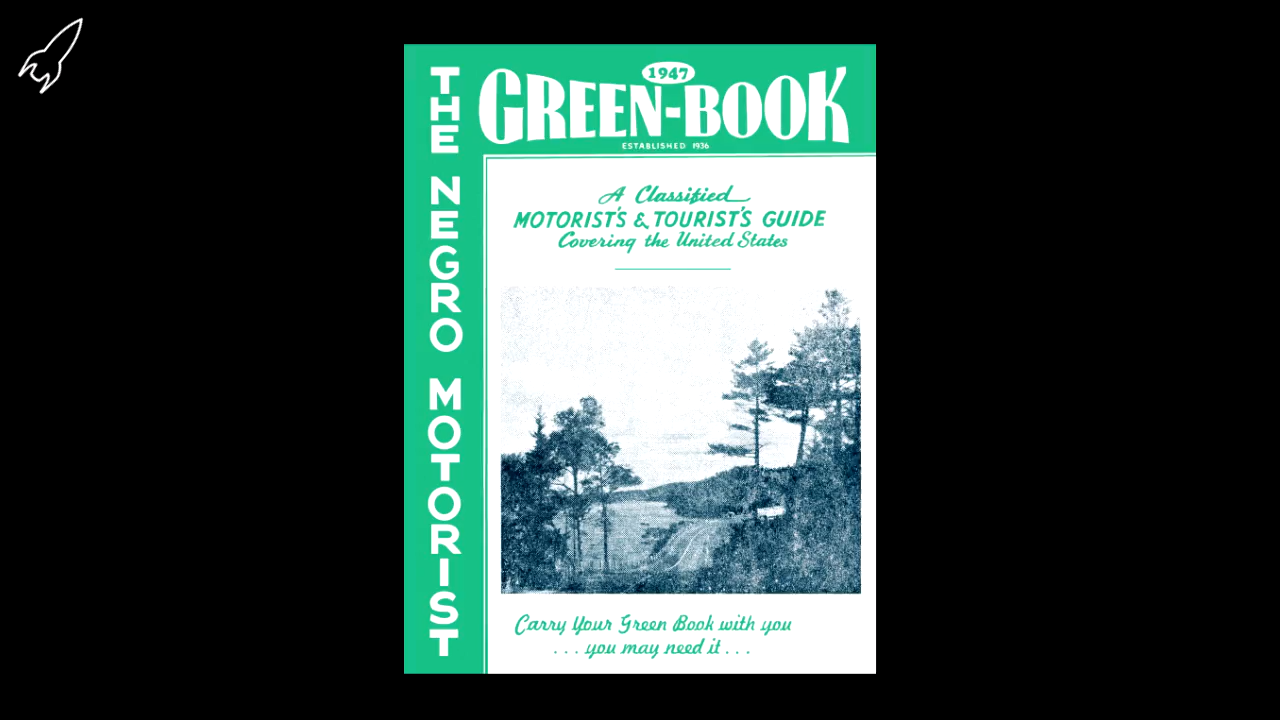 THE NEGRO MOTORIST
1947
GREEN-BOOK
ESTABLISHED 1936
A Classified
MOTORIST'S & TOURIST'S GUIDE
Covering the United States
Carry Your Green Book with you
...you may need it...